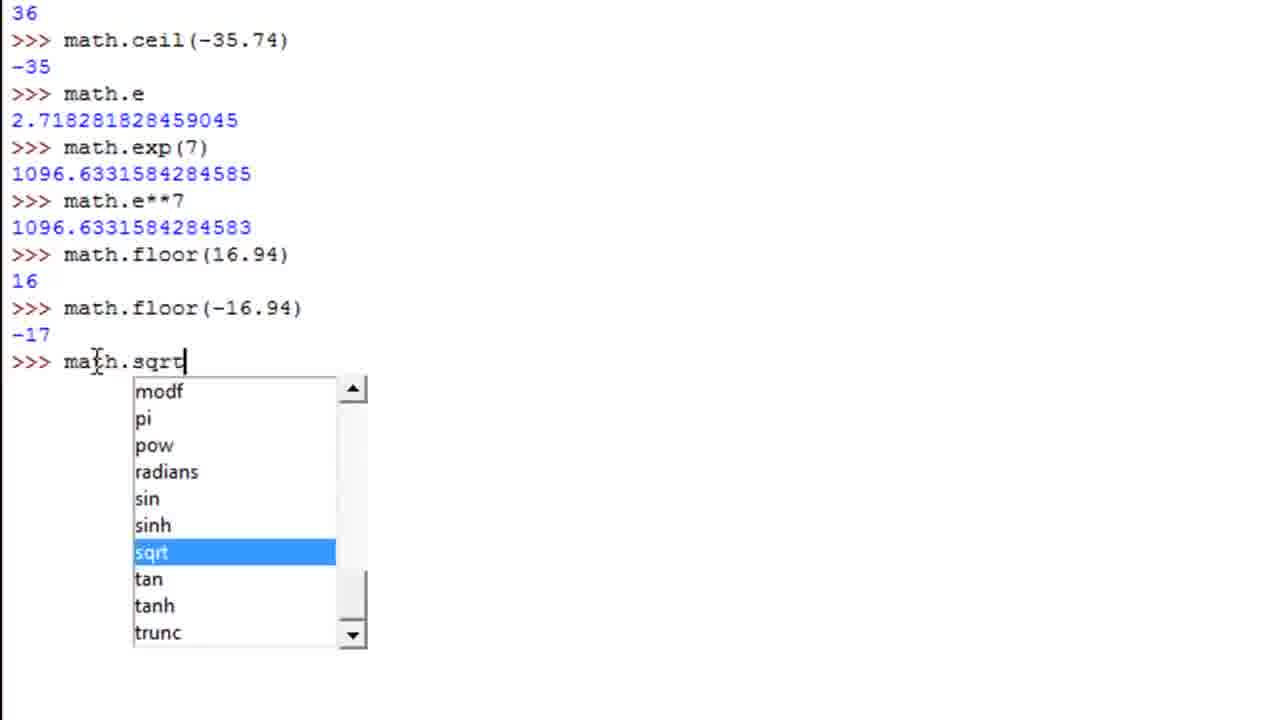 36
>>> math.ceil(-35.74)
-35
>>> math.e
2.718281828459045
>>> math.exp(7)
1096.6331584284585
>>> math.e**7
1096.6331584284583
>>> math.floor(16.94)
16
>>> math.floor(-16.94)
-17
>>> math.sqrt
modf
pi
pow
radians
sin
sinh
sqrt
tan
tanh
trunc